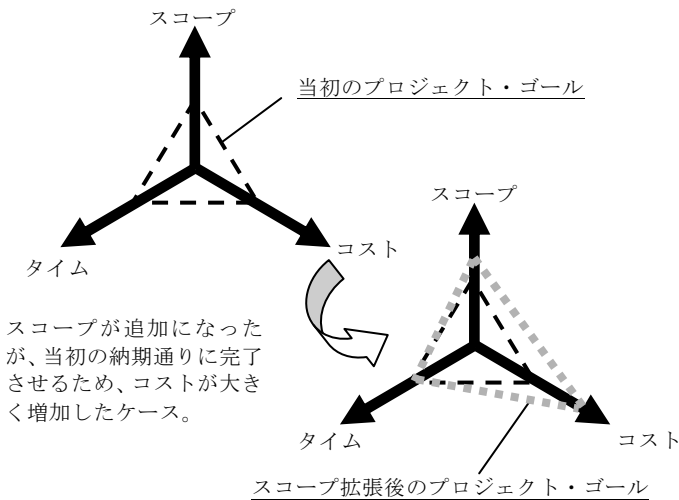 スコープ
当初のプロジェクト・ゴール
スコープ
コスト
タイム
スコープが追加になった
が、当初の納期通りに完了
させるため、コストが大き
く増加したケース。
タイム
コスト
スコープ拡張後のプロジェクト・ゴール